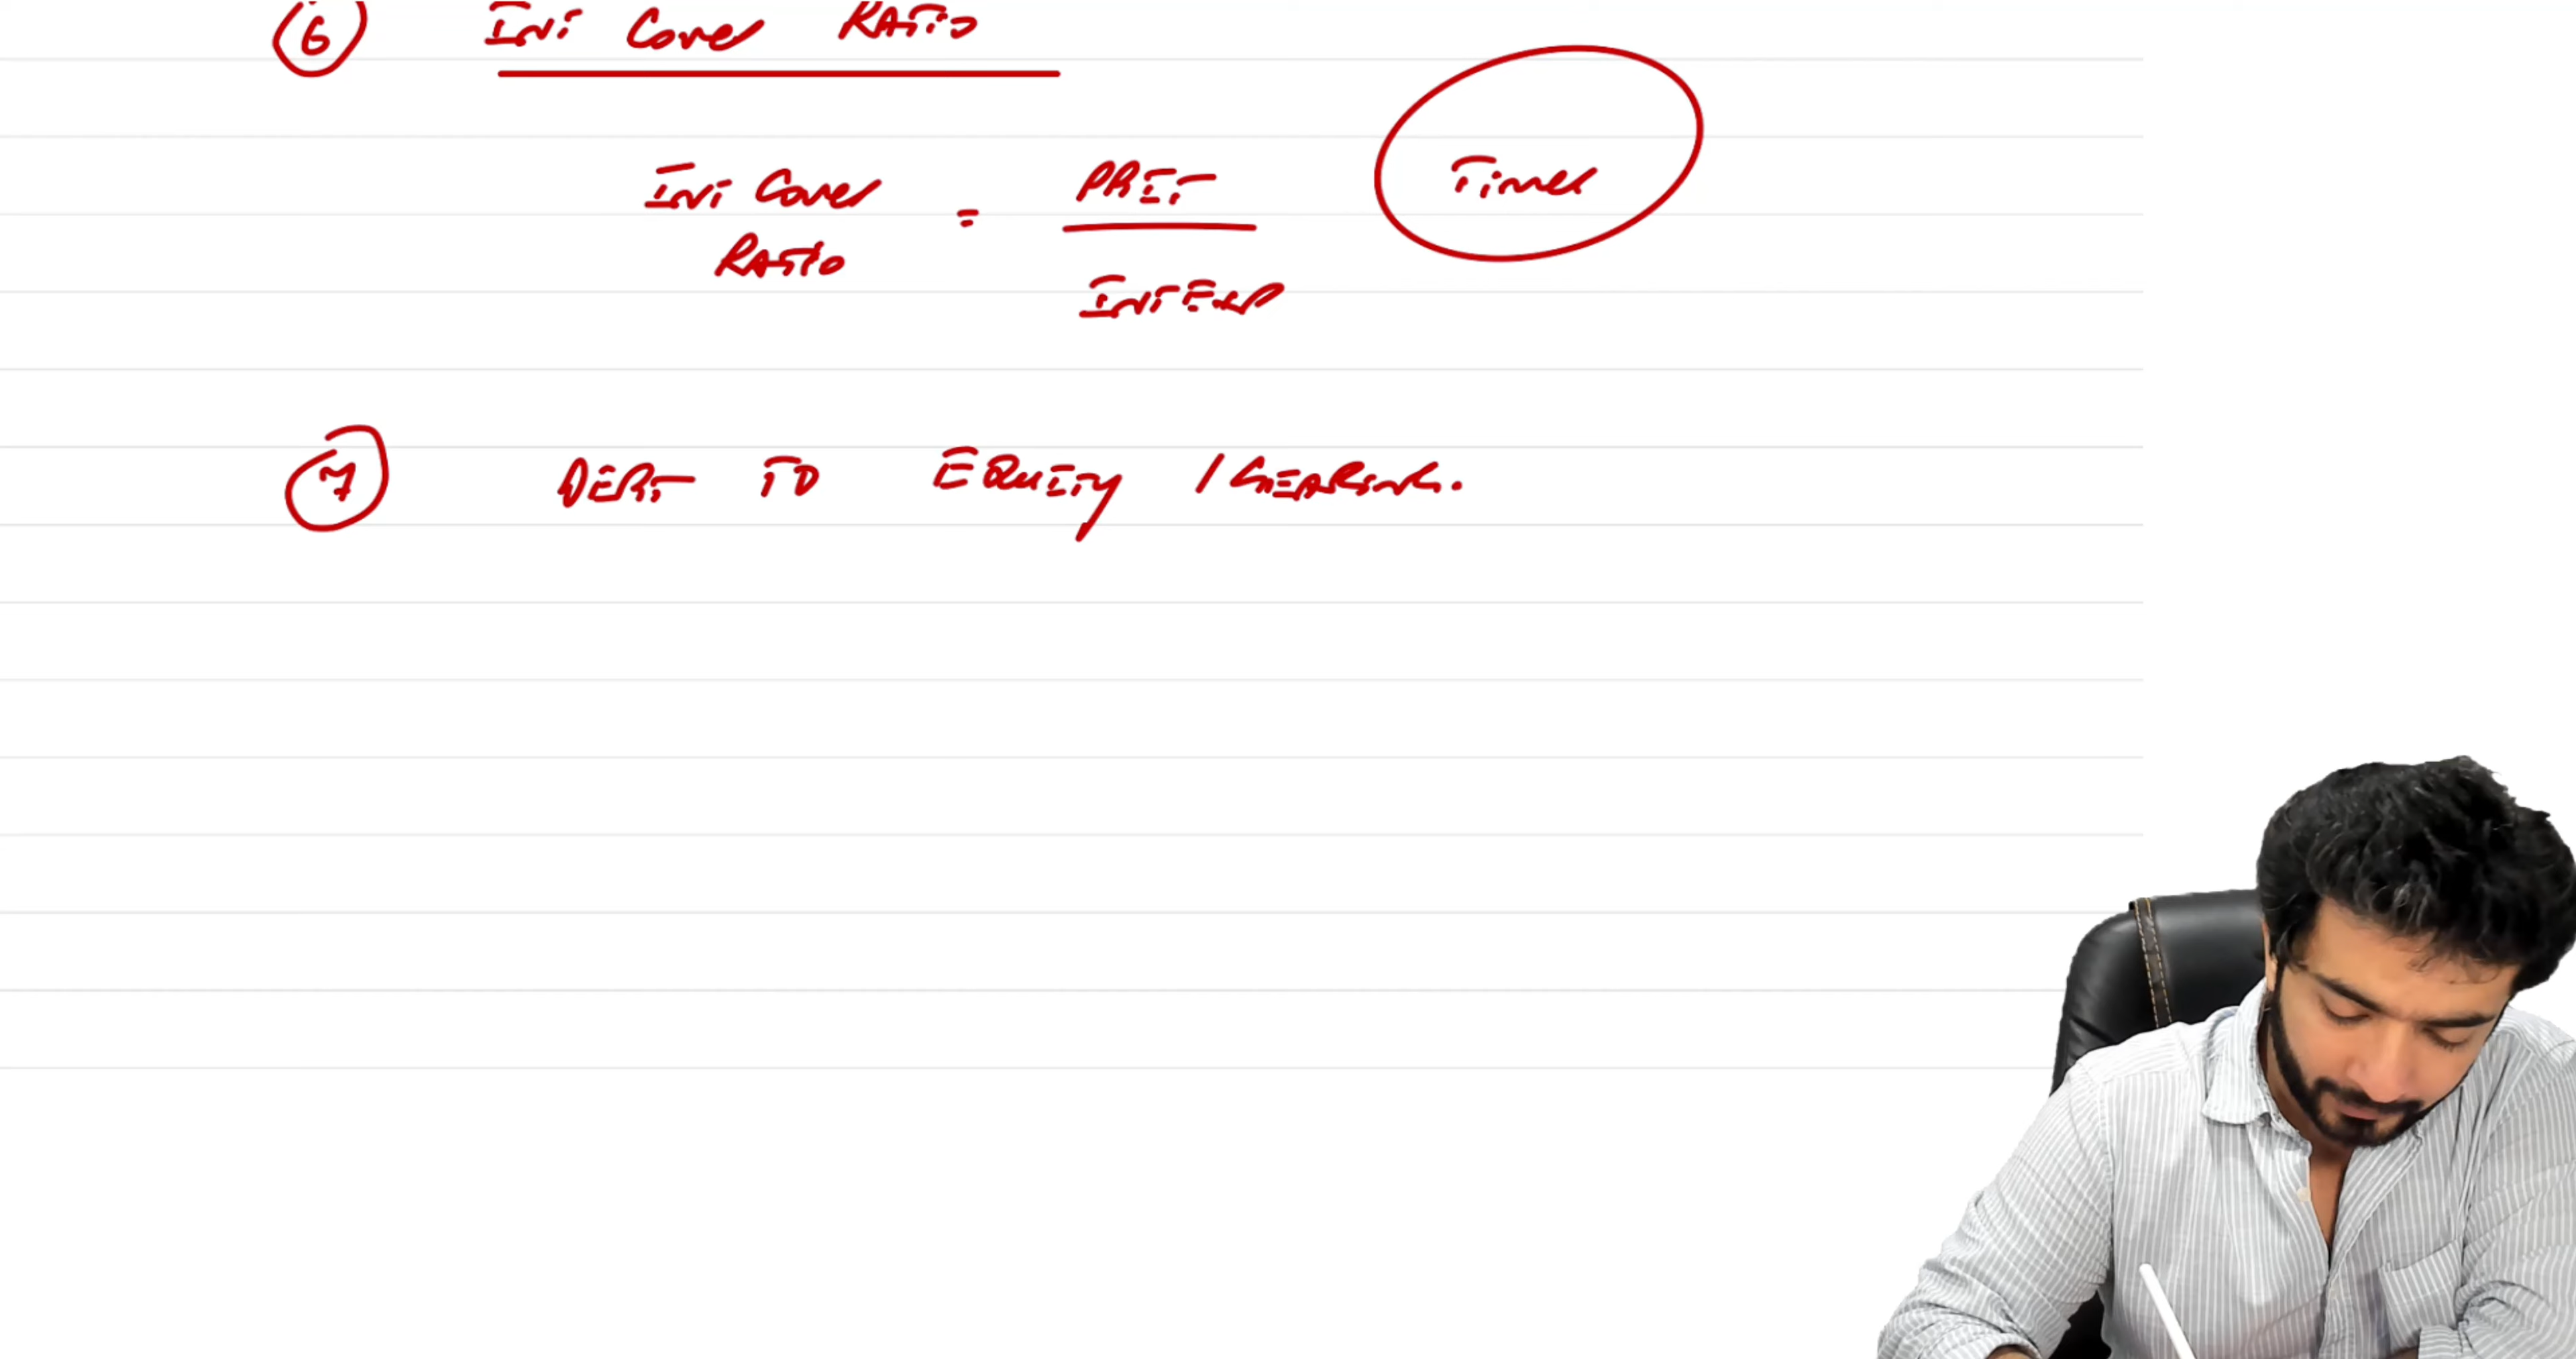 6 Int Cover Ratio
Int Cover = PBIT Times
Ratio Int Exp
7 DEBT TO EQUITY / GEARING.